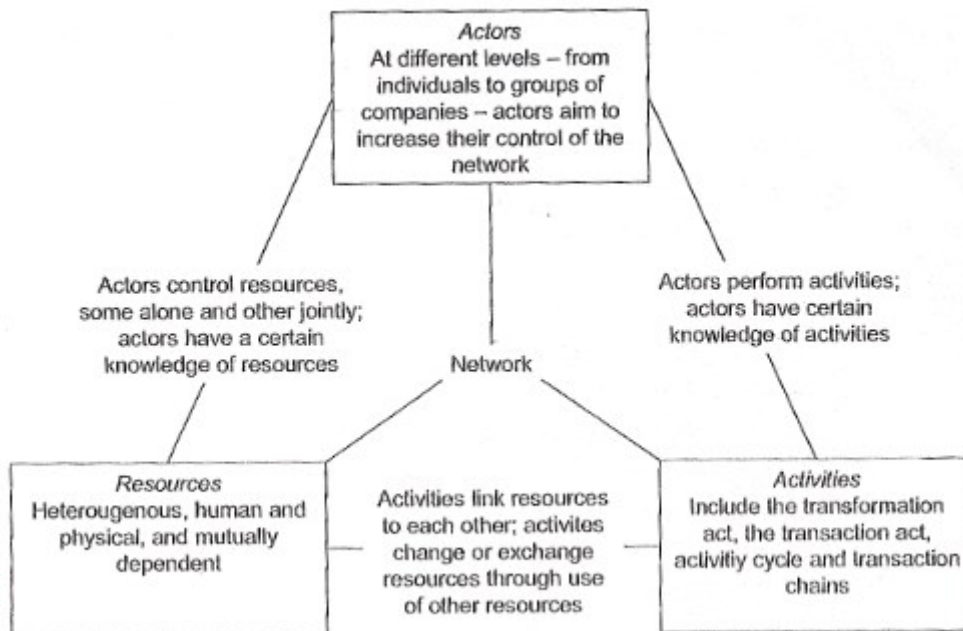 Actors
At different levels – from
individuals to groups of
companies – actors aim to
increase their control of the
network
Actors control resources,
some alone and other jointly;
actors have a certain
knowledge of resources
Actors perform activities;
actors have certain
knowledge of activities
Network
Resources
Heterougenous, human and
physical, and mutually
dependent
Activities link resources
to each other; activites
change or exchange
resources through use
of other resources
Activities
Include the transformation
act, the transaction act,
activitiy cycle and transaction
chains